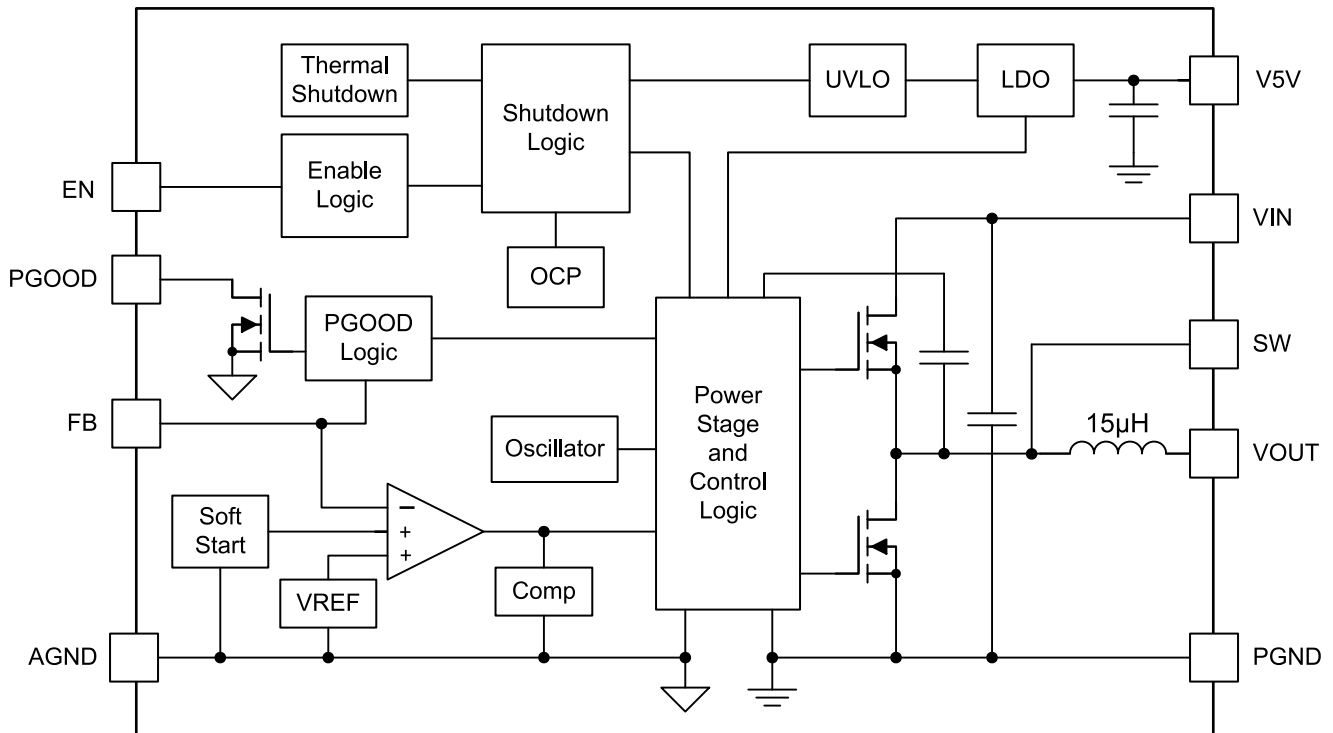 Thermal
Shutdown
Shutdown
Logic
UVLO
LDO
V5V
EN
Enable
Logic
VIN
PGOOD
OCP
PGOOD
Logic
SW
FB
Power
Stage
and
Control
Logic
Oscillator
15µH
VOUT
Soft
Start
−
+
+
VREF
Comp
AGND
PGND